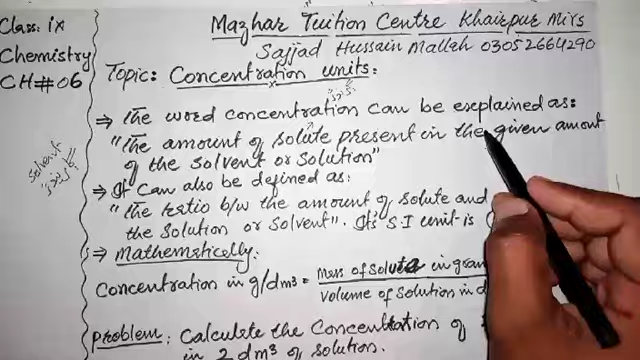 Class: ix
Chemistry
CH#06
Mazhar Tuition Centre Khairpur Mirs
Sajjad Hussain Mallah 03052664290
Topic: Concentration units:
⇒ The word concentration can be explained as:
"The amount of solute present in the given amont
of the solvent or solution"
solvent
⇒ It can also be defined as:
"The ratio b/w the amount of solute and
the solution or solvent". It's S.I unit is (
⇒ Mathematically:
Concentration in g/dm³ = Mass of solute in gram
Volume of solution in d
Problem: Calculate the Concentration of
in 2 dm³ of solution.